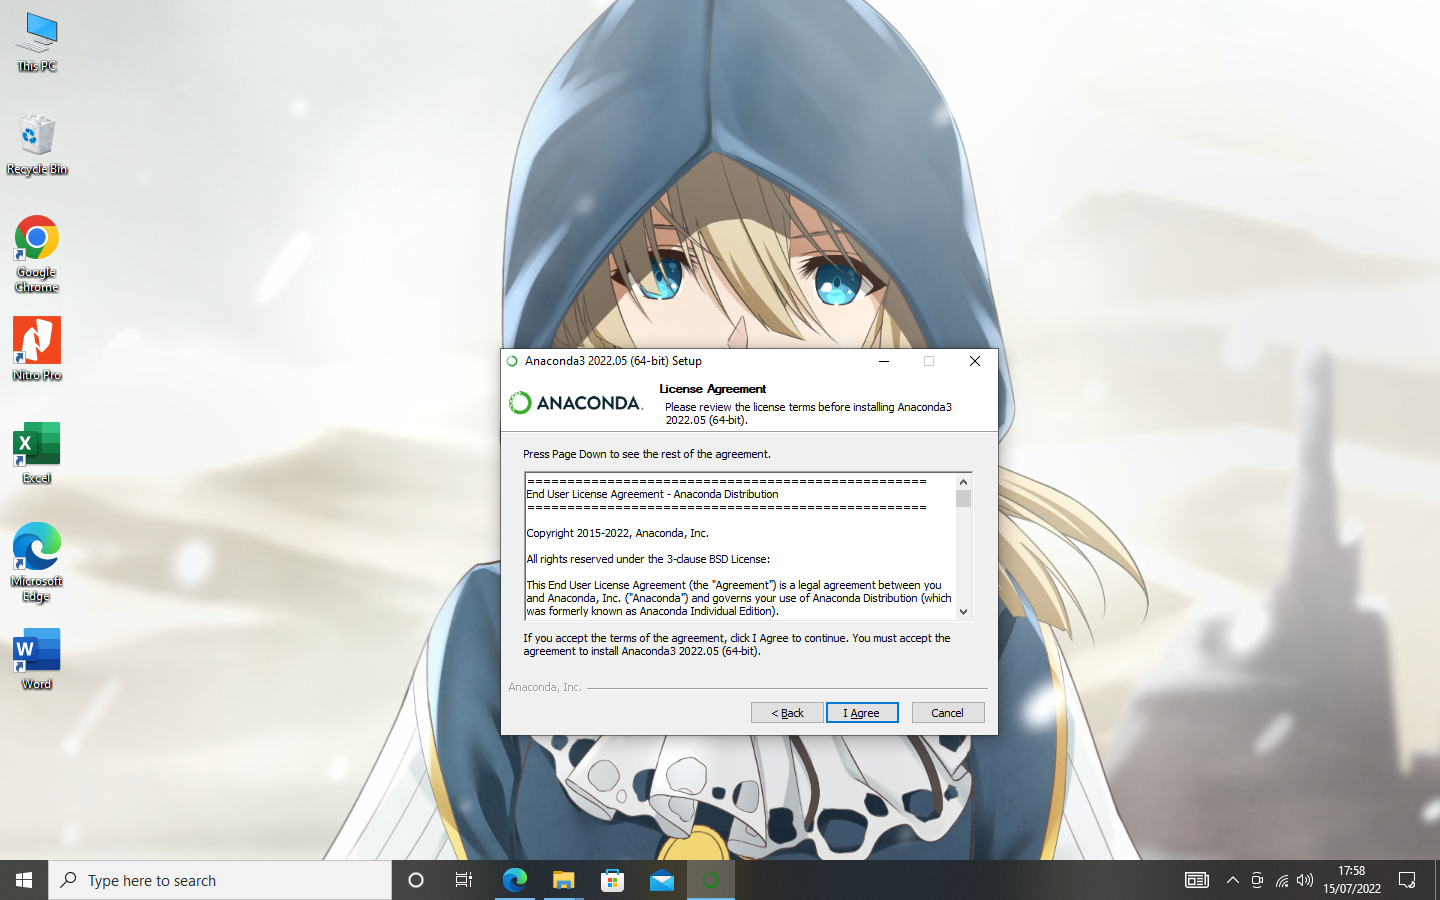 This PC
Recycle Bin
Google
Chrome
Nitro Pro
Excel
Microsoft
Edge
Word
Anaconda3 2022.05 (64-bit) Setup
ANACONDA.
License Agreement
Please review the license terms before installing Anaconda3
2022.05 (64-bit).
Press Page Down to see the rest of the agreement.
==================================================
End User License Agreement - Anaconda Distribution
==================================================
Copyright 2015-2022, Anaconda, Inc.
All rights reserved under the 3-clause BSD License:
This End User License Agreement (the "Agreement") is a legal agreement between you
and Anaconda, Inc. ("Anaconda") and governs your use of Anaconda Distribution (which
was formerly known as Anaconda Individual Edition).
If you accept the terms of the agreement, click I Agree to continue. You must accept the
agreement to install Anaconda3 2022.05 (64-bit).
Anaconda, Inc.
< Back
I Agree
Cancel
Type here to search
17:58
15/07/2022